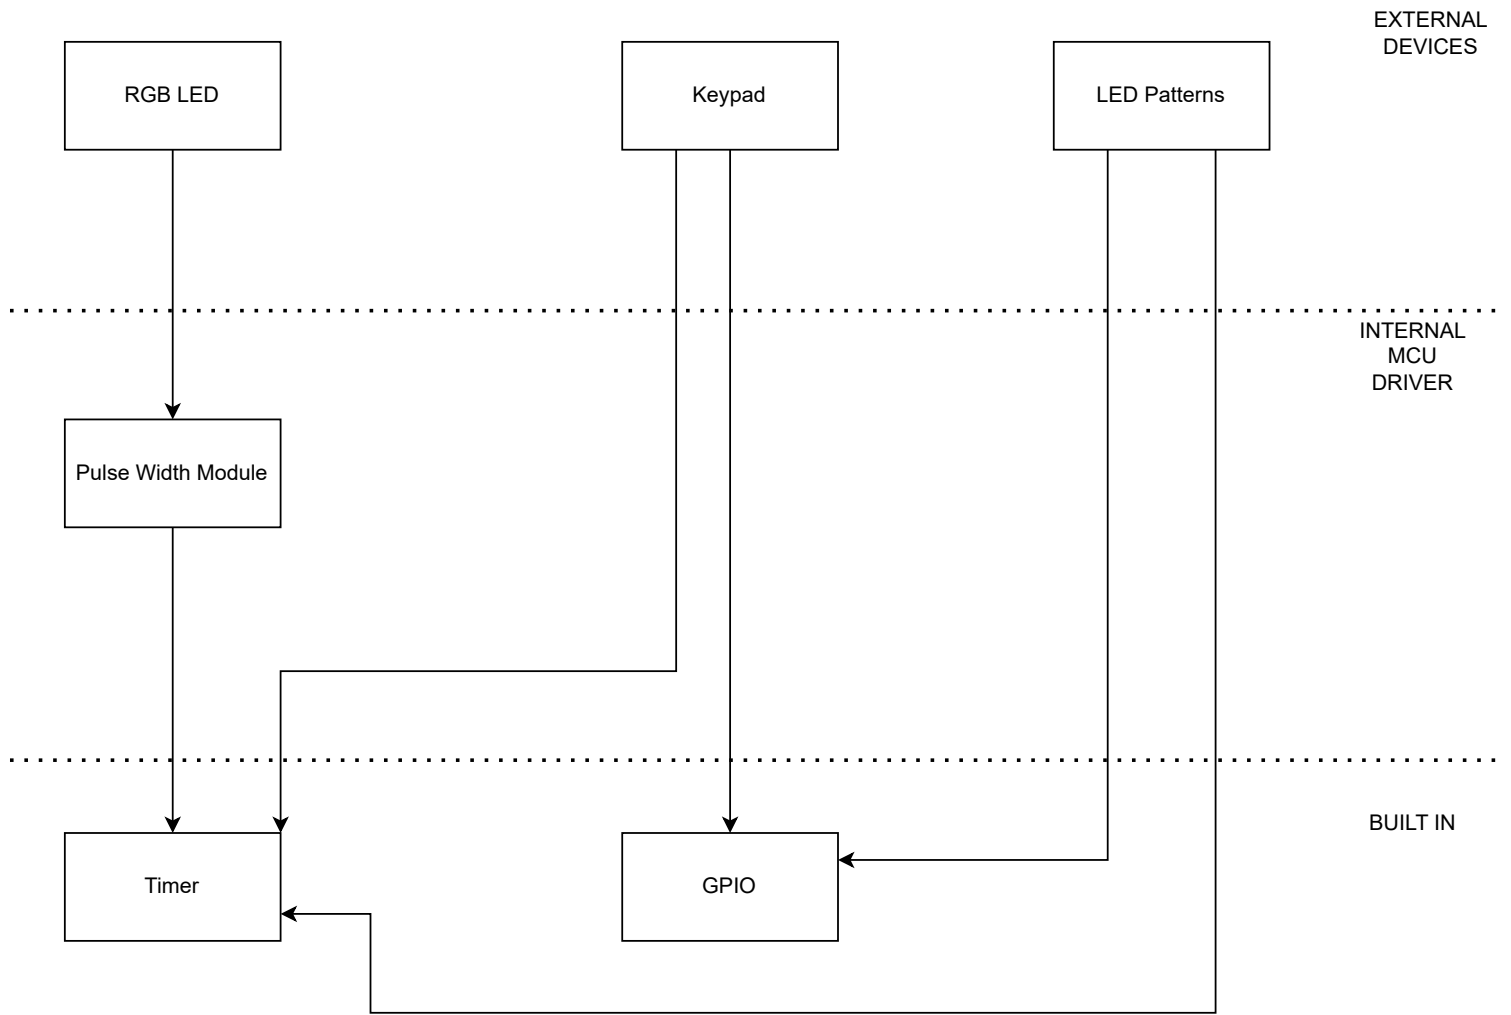 EXTERNAL
DEVICES
RGB LED
Keypad
LED Patterns
INTERNAL
MCU
DRIVER
Pulse Width Module
BUILT IN
Timer
GPIO